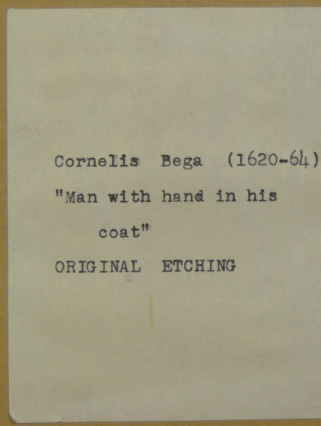 Cornelis Bega (1620-64)
"Man with hand in his
coat"
ORIGINAL ETCHING